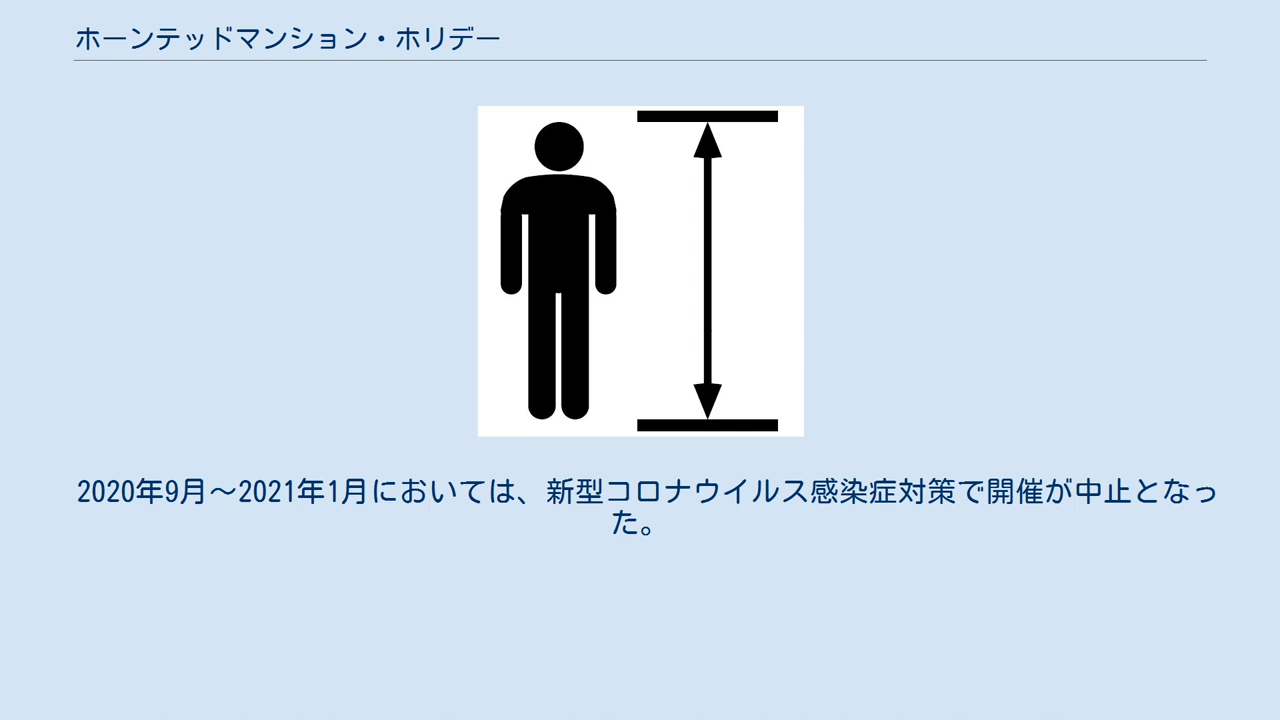 ホーンテッドマンション・ホリデー
2020年9月～2021年1月においては、新型コロナウイルス感染症対策で開催が中止となっ
た。